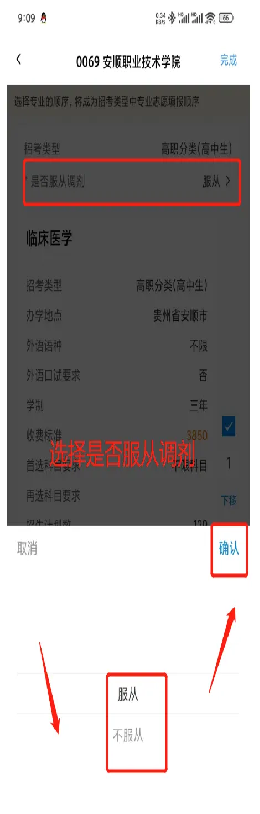 9:09
0069 安顺职业技术学院
完成
选择专业的顺序，将成为招考类型中专业志愿填报顺序
招考类型 高职分类(高中生)
* 是否服从调剂 服从 >
临床医学
招考类型 高职分类(高中生)
办学地点 贵州省安顺市
外语语种 不限
外语口试要求 否
学制 三年
收费标准 3850
选择是否服从调剂
首选科目要求 科目
1
再选科目要求
下移
120
取消
确认
服从
不服从